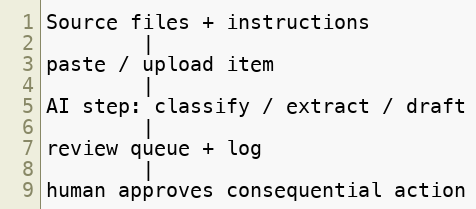 1 Source files + instructions
2 |
3 paste / upload item
4 |
5 AI step: classify / extract / draft
6 |
7 review queue + log
8 |
9 human approves consequential action